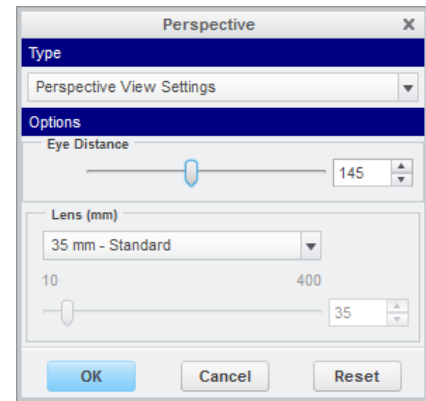 Perspective X
Type
Perspective View Settings
Options
Eye Distance
145
Lens (mm)
35 mm - Standard
10 400
35
OK Cancel Reset